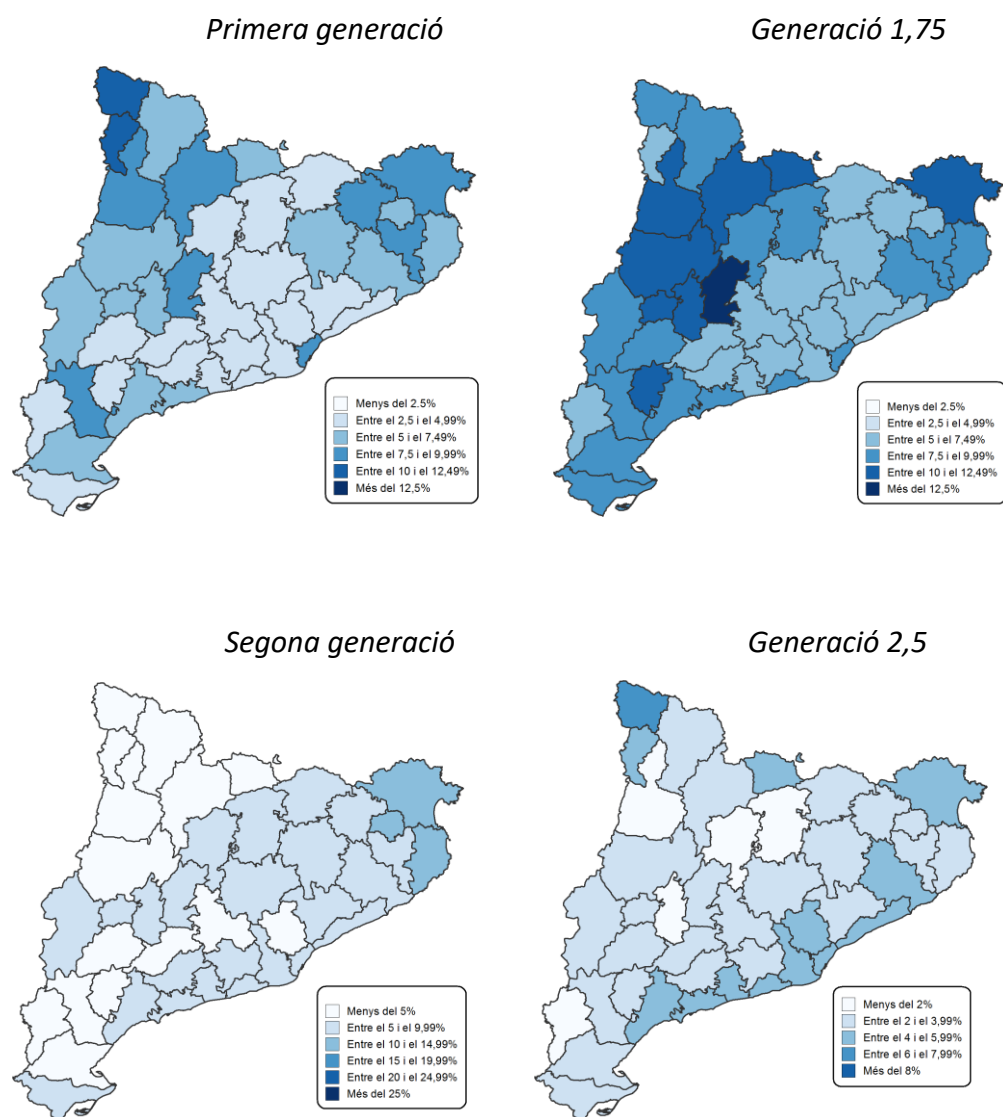 Primera generació
Generació 1,75
Menys del 2.5%
Entre el 2,5 i el 4,99%
Entre el 5 i el 7,49%
Entre el 7,5 i el 9,99%
Entre el 10 i el 12,49%
Més del 12,5%
Menys del 2.5%
Entre el 2,5 i el 4,99%
Entre el 5 i el 7,49%
Entre el 7,5 i el 9,99%
Entre el 10 i el 12,49%
Més del 12,5%
Segona generació
Generació 2,5
Menys del 5%
Entre el 5 i el 9,99%
Entre el 10 i el 14,99%
Entre el 15 i el 19,99%
Entre el 20 i el 24,99%
Més del 25%
Menys del 2%
Entre el 2 i el 3,99%
Entre el 4 i el 5,99%
Entre el 6 i el 7,99%
Més del 8%